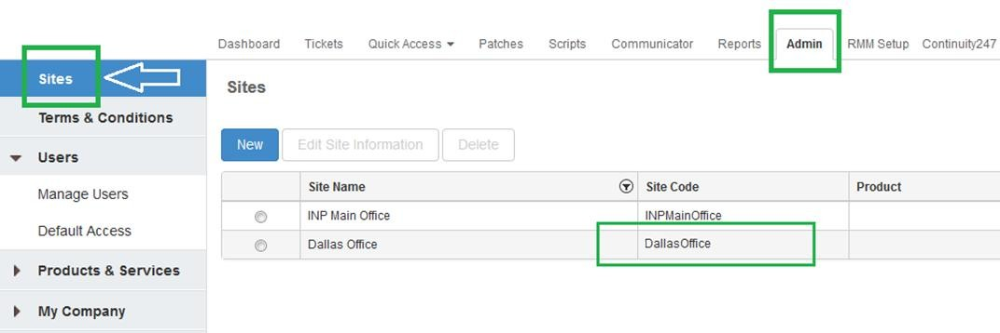 Dashboard Tickets Quick Access Patches Scripts Communicator Reports Admin RMM Setup Continuity247
Sites
Terms & Conditions
Users
Manage Users
Default Access
Products & Services
My Company
Sites
New Edit Site Information Delete
Site Name Site Code Product
INP Main Office INPMainOffice
Dallas Office DallasOffice